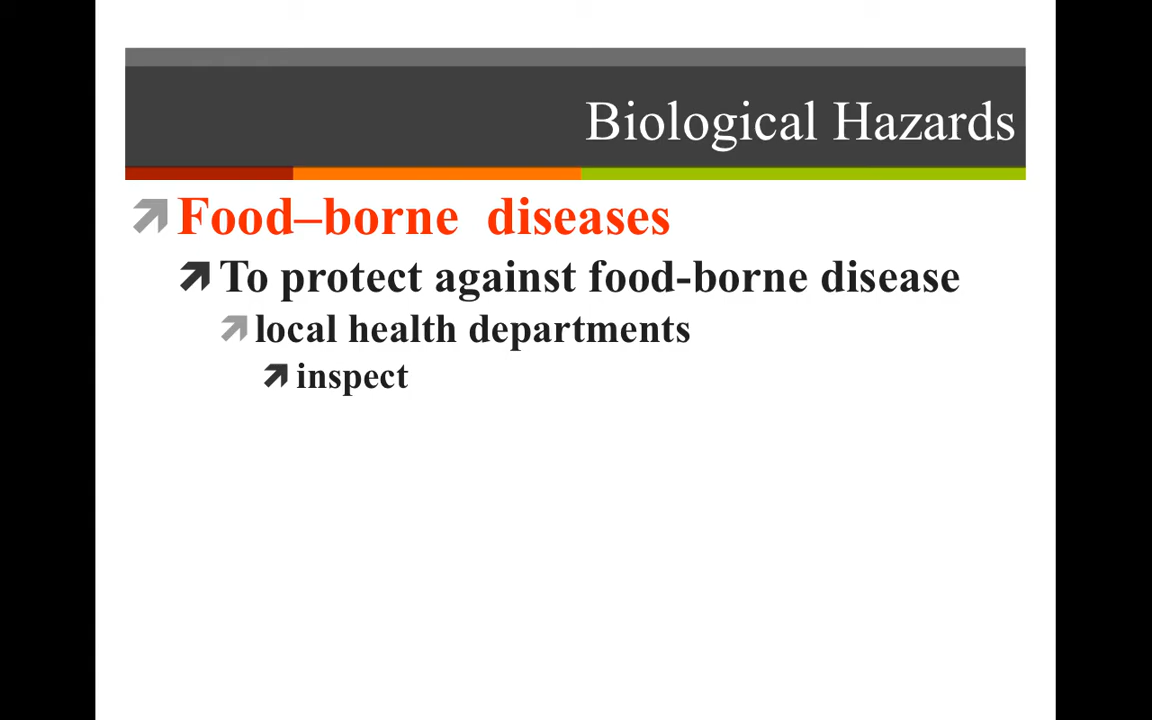 Biological Hazards
Food–borne diseases
To protect against food-borne disease
local health departments
inspect